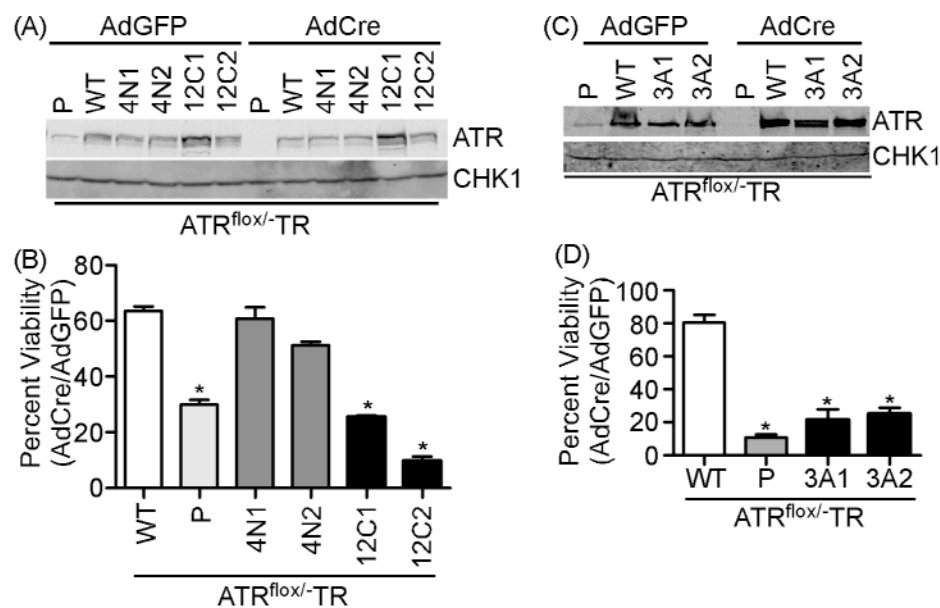 (A) AdGFP AdCre
P WT 4N1 4N2 12C1 12C2 P WT 4N1 4N2 12C1 12C2
ATR
CHK1
ATRflox/-TR
(B)
Percent Viability
(AdCre/AdGFP)
80
60
40
20
0
* * *
WT P 4N1 4N2 12C1 12C2
ATRflox/-TR
(C) AdGFP AdCre
P WT 3A1 3A2 P WT 3A1 3A2
ATR
CHK1
ATRflox/-TR
(D)
Percent Viability
(AdCre/AdGFP)
100
80
60
40
20
0
* * *
WT P 3A1 3A2
ATRflox/-TR